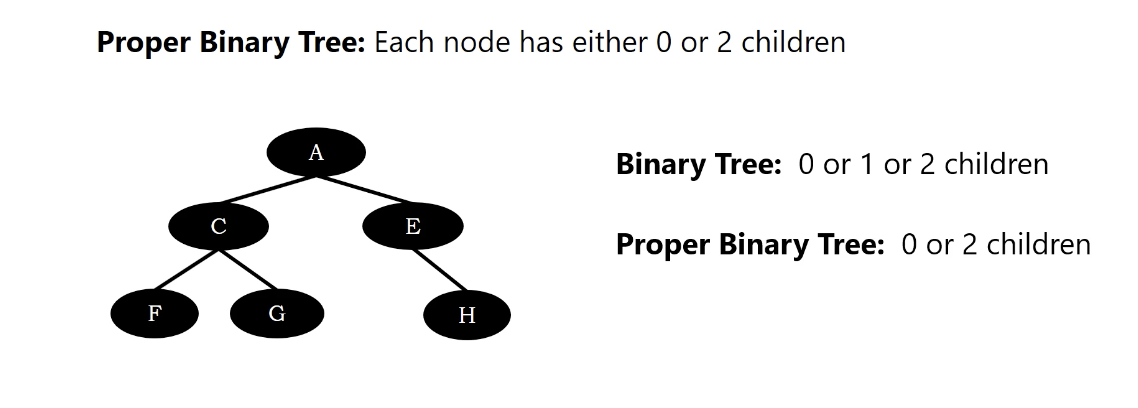 Proper Binary Tree: Each node has either 0 or 2 children
A
Binary Tree: 0 or 1 or 2 children
C E
Proper Binary Tree: 0 or 2 children
F G H